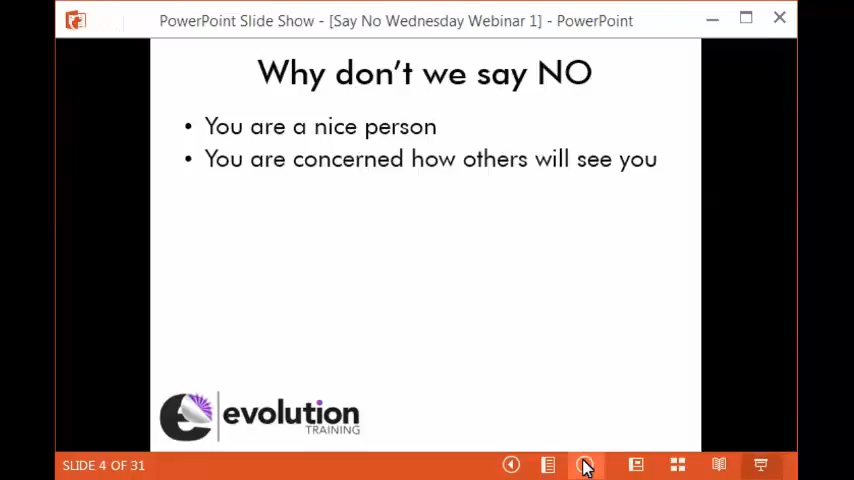 PowerPoint Slide Show - [Say No Wednesday Webinar 1] - PowerPoint
Why don't we say NO
• You are a nice person
• You are concerned how others will see you
evolution
TRAINING
SLIDE 4 OF 31